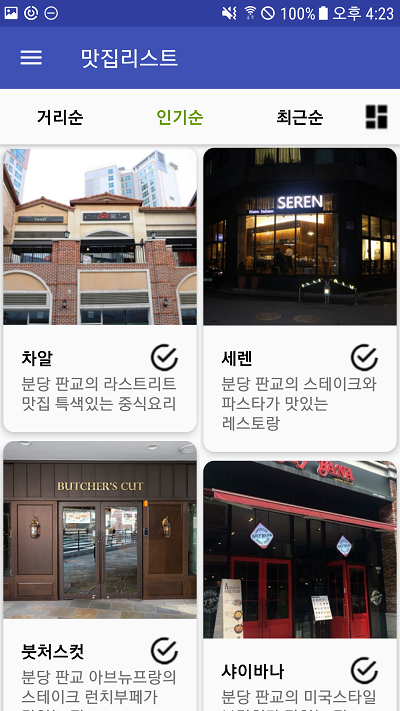 100% 오후 4:23
맛집리스트
거리순 인기순 최근순
SEREN
차알
분당 판교의 라스트리트
맛집 특색있는 중식요리
세렌
분당 판교의 스테이크와
파스타가 맛있는
레스토랑
BUTCHER'S CUT
붓처스컷
분당 판교 아브뉴프랑의
스테이크 런치부페가
샤이바나
분당 판교의 미국스타일